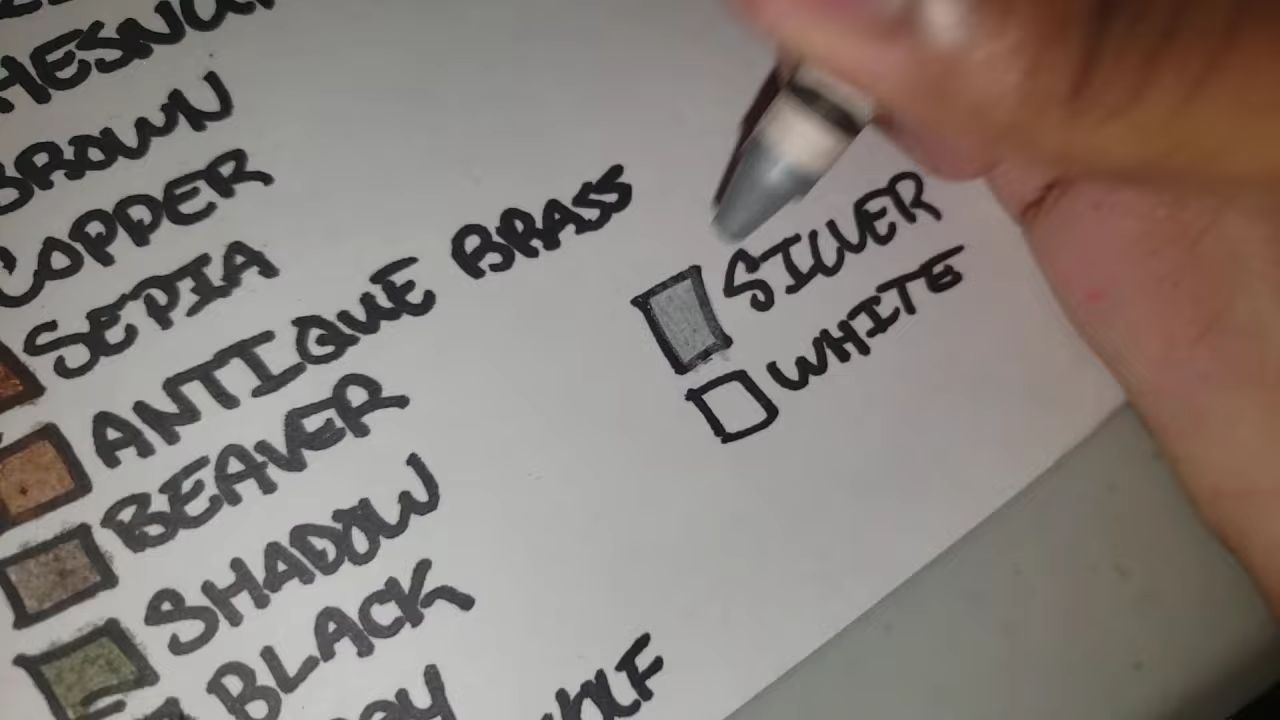 BROWN
COPPER
SEPIA
ANTIQUE BRASS
BEAVER
SHADOW
BLACK
SILVER
WHITE